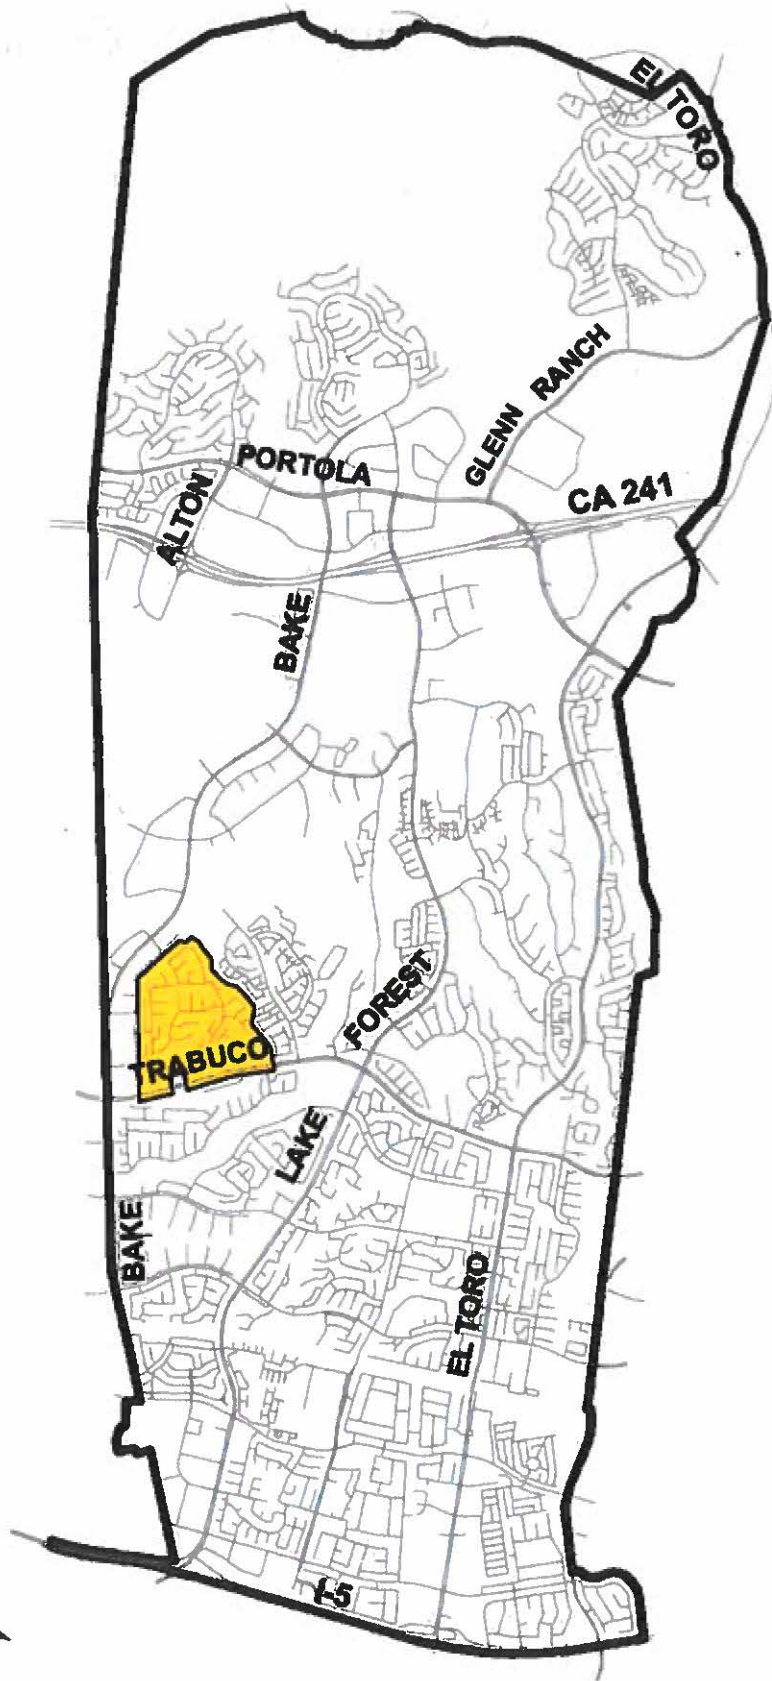 EL TORO
GLENN RANCH
PORTOLA
CA 241
ALTON
BAKE
FOREST
TRABUCO
LAKE
BAKE
EL TORO
I-5